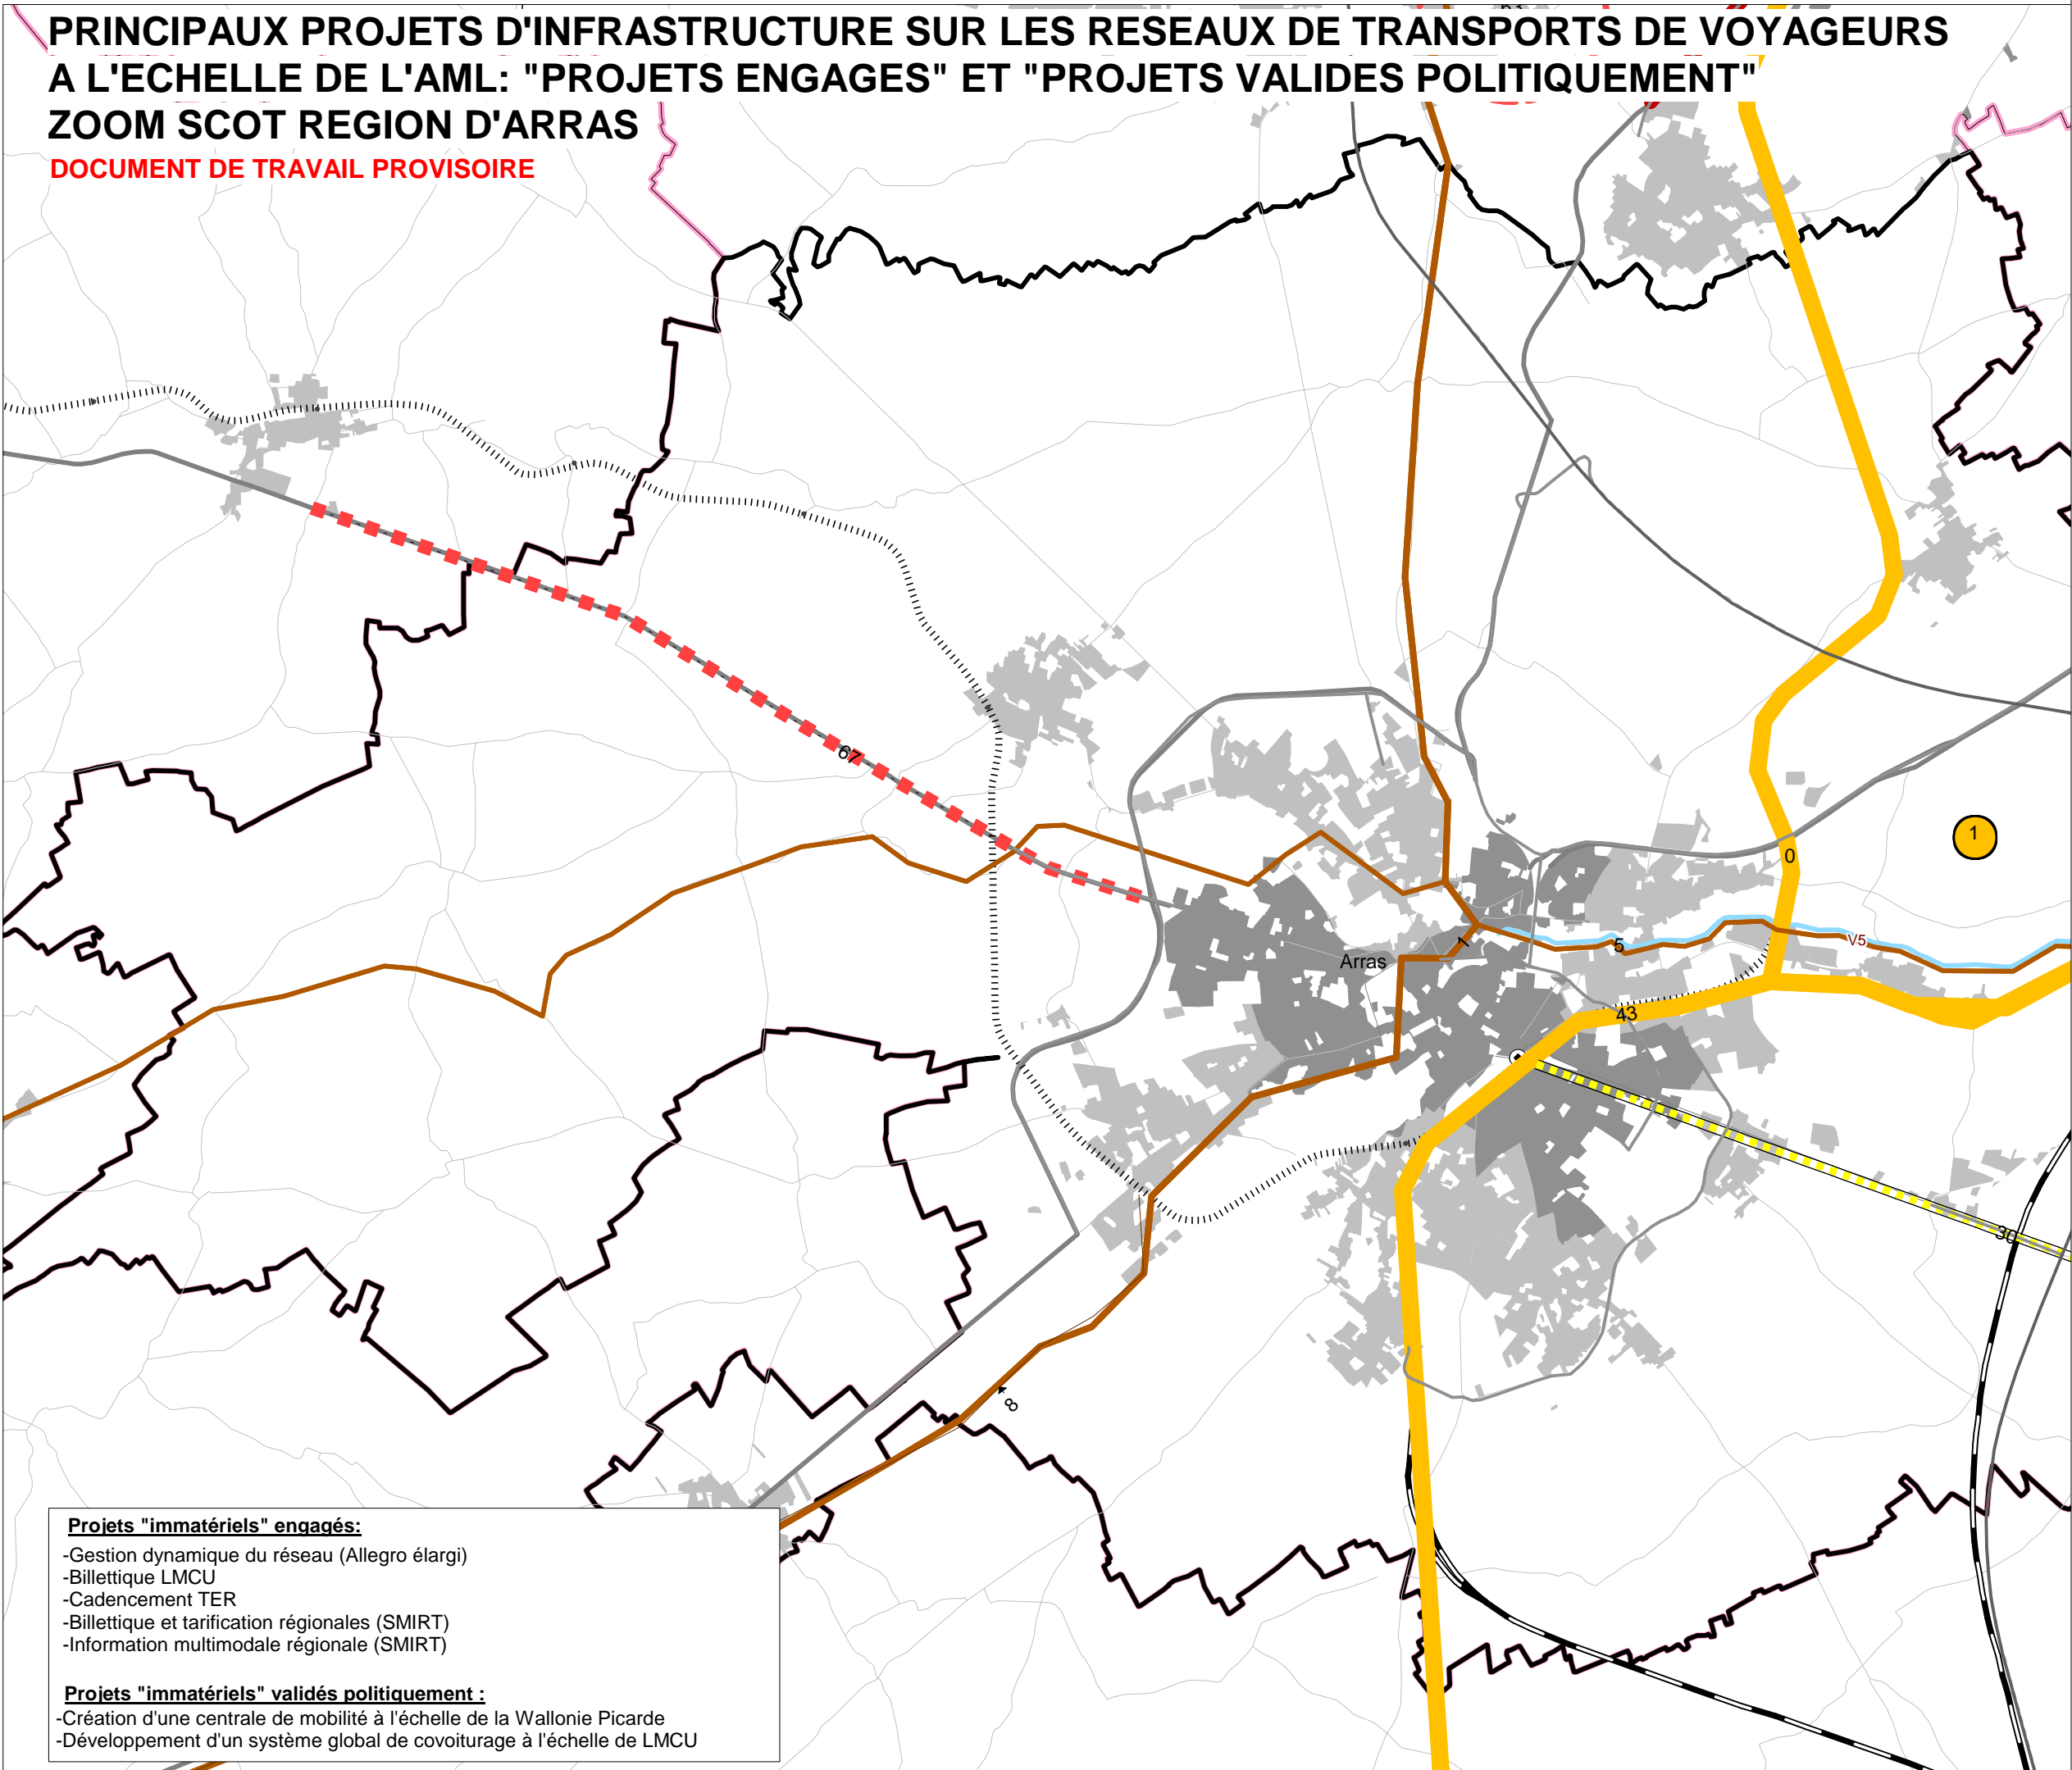 PRINCIPAUX PROJETS D'INFRASTRUCTURE SUR LES RESEAUX DE TRANSPORTS DE VOYAGEURS
A L'ECHELLE DE L'AML: "PROJETS ENGAGES" ET "PROJETS VALIDES POLITIQUEMENT"
ZOOM SCOT REGION D'ARRAS
DOCUMENT DE TRAVAIL PROVISOIRE
67
1
0
5
V5
1
Arras
43
30
8
Projets "immatériels" engagés:
-Gestion dynamique du réseau (Allegro élargi)
-Billettique LMCU
-Cadencement TER
-Billettique et tarification régionales (SMIRT)
-Information multimodale régionale (SMIRT)
Projets "immatériels" validés politiquement :
-Création d'une centrale de mobilité à l'échelle de la Wallonie Picarde
-Développement d'un système global de covoiturage à l'échelle de LMCU